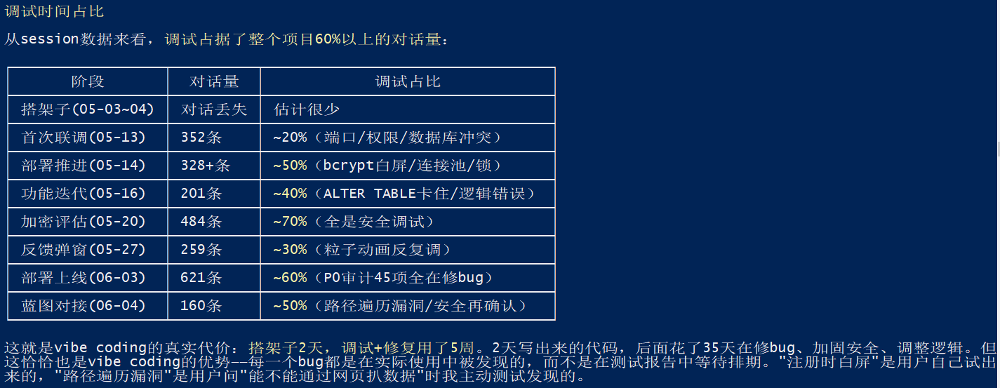 调试时间占比
从session数据来看，调试占据了整个项目60%以上的对话量：
阶段 对话量 调试占比
搭架子(05-03~04) 对话丢失 估计很少
首次联调(05-13) 352条 ~20%（端口/权限/数据库冲突）
部署推进(05-14) 328+条 ~50%（bcrypt白屏/连接池/锁）
功能迭代(05-16) 201条 ~40%（ALTER TABLE卡住/逻辑错误）
加密评估(05-20) 484条 ~70%（全是安全调试）
反馈弹窗(05-27) 259条 ~30%（粒子动画反复调）
部署上线(06-03) 621条 ~60%（P0审计45项全在修bug）
蓝图对接(06-04) 160条 ~50%（路径遍历漏洞/安全再确认）
这就是vibe coding的真实代价：搭架子2天，调试+修复用了5周。2天写出来的代码，后面花了35天在修bug、加固安全、调整逻辑。但
这恰恰也是vibe coding的优势——每一个bug都是在实际使用中被发现的，而不是在测试报告中等待排期。"注册时白屏"是用户自己试出
来的，"路径遍历漏洞"是用户问"能不能通过网页扒数据"时我主动测试发现的。